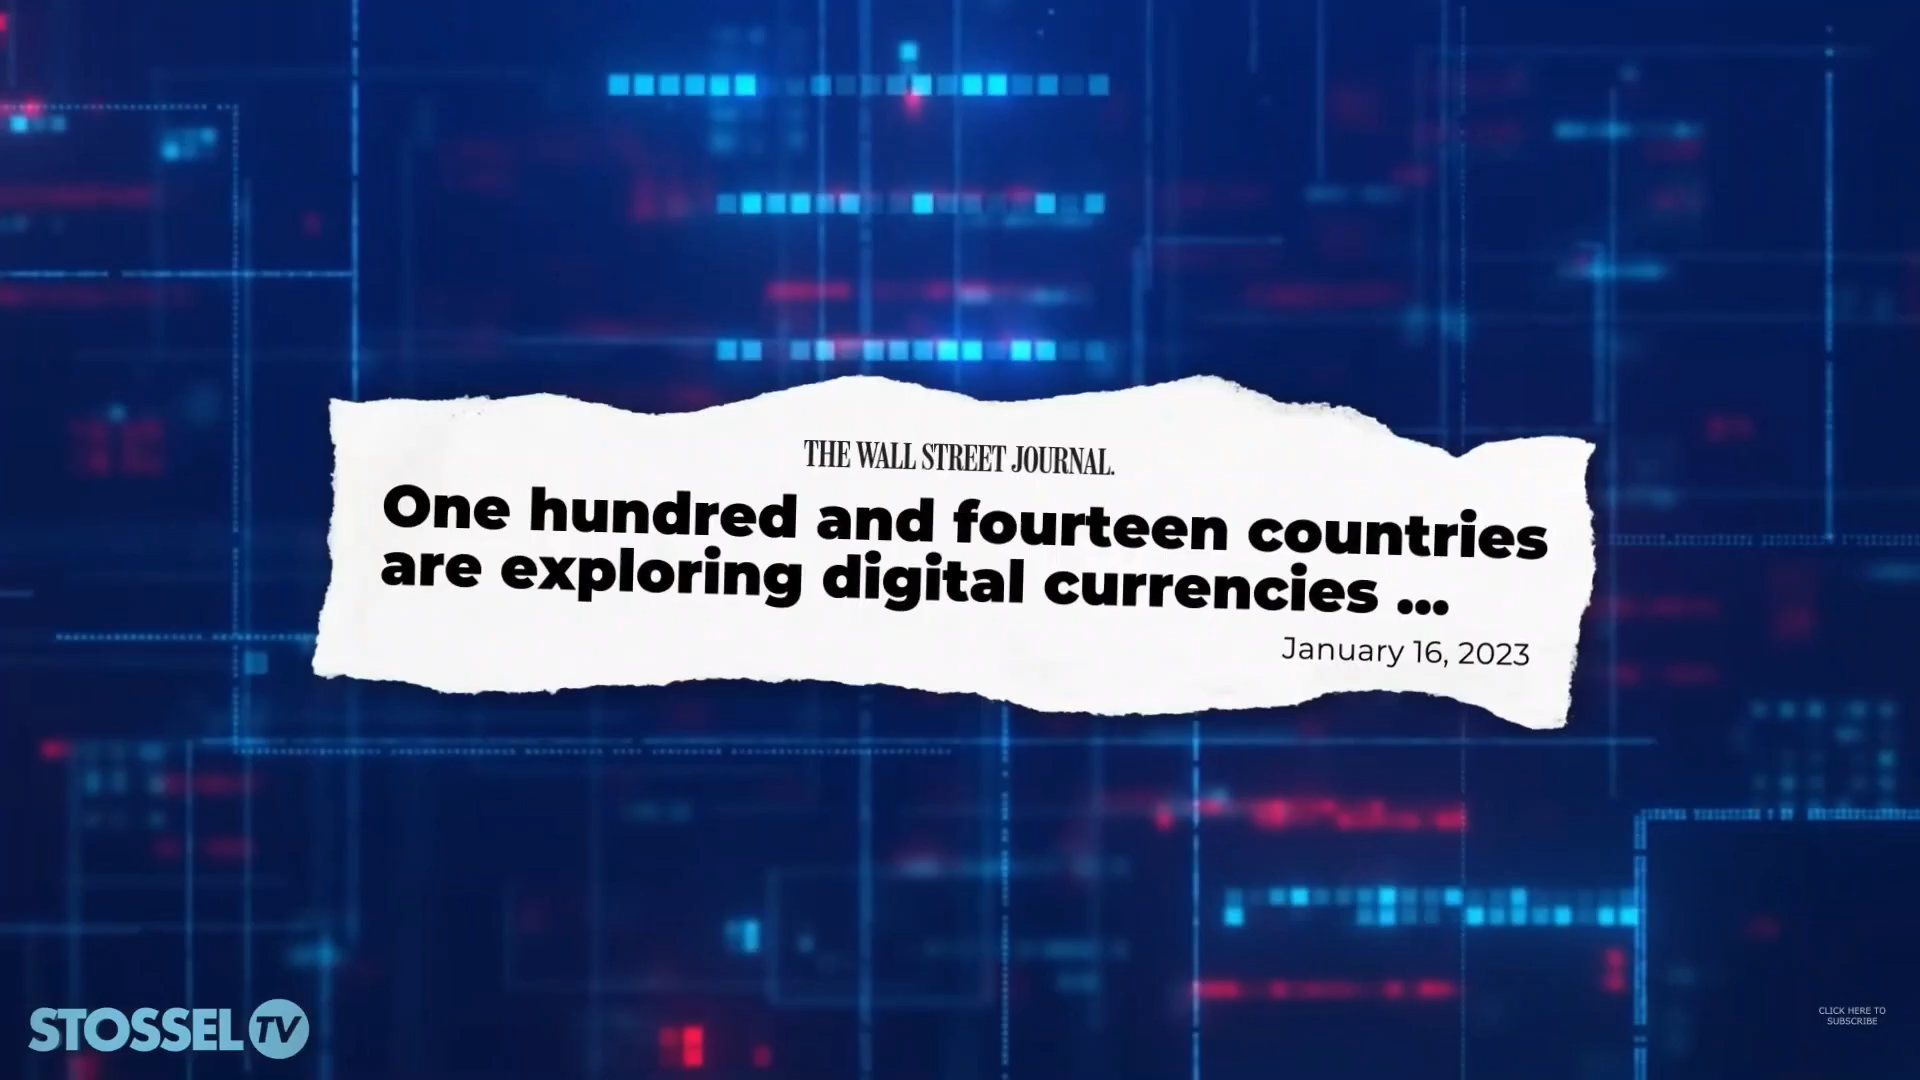 THE WALL STREET JOURNAL.
One hundred and fourteen countries
are exploring digital currencies ...
January 16, 2023
STOSSEL TV
CLICK HERE TO
SUBSCRIBE